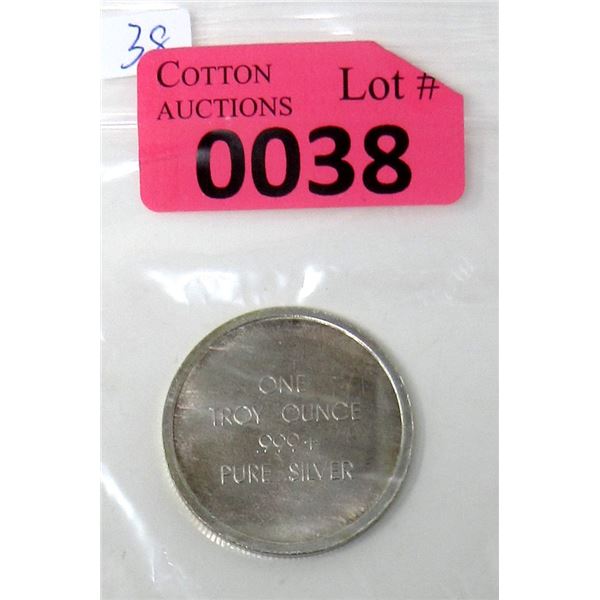 38
COTTON
AUCTIONS
Lot #
0038
ONE
TROY OUNCE
.999+
PURE SILVER